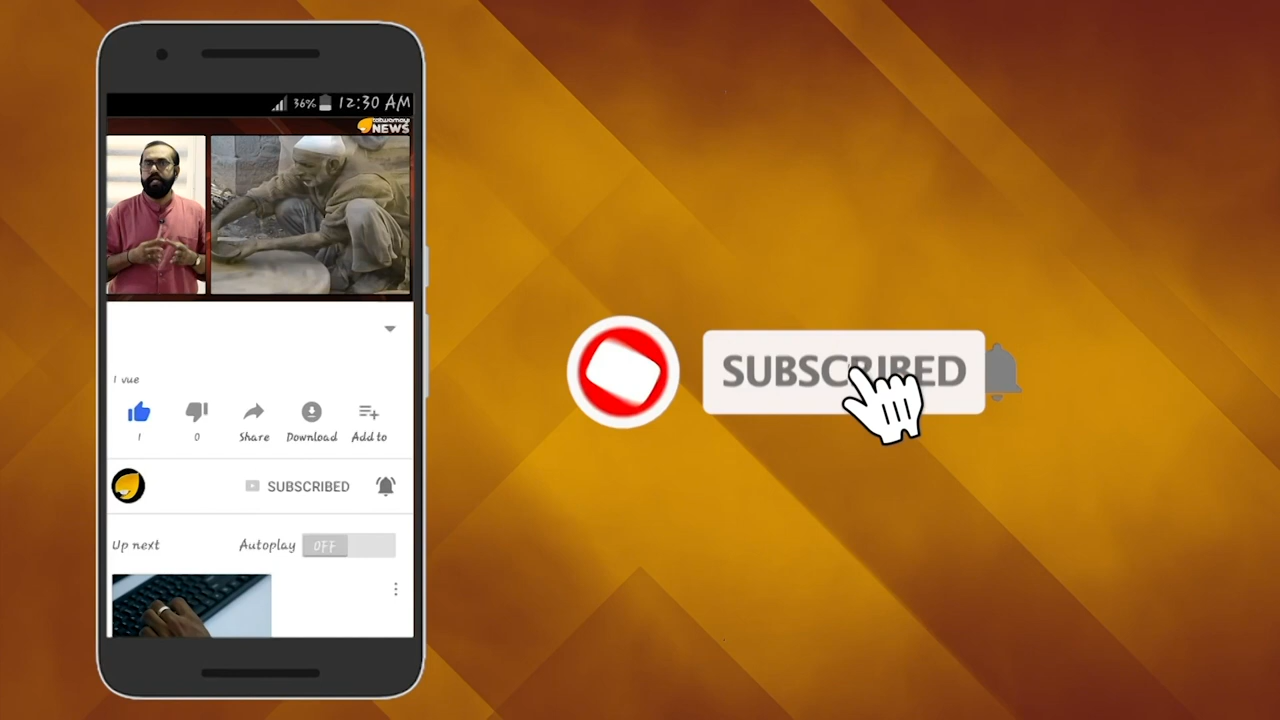 36% 12:30 AM
tatwamayi
NEWS
1 vue
1
0
Share
Download
Add to
SUBSCRIBED
Up next
Autoplay
OFF
SUBSCRIBED